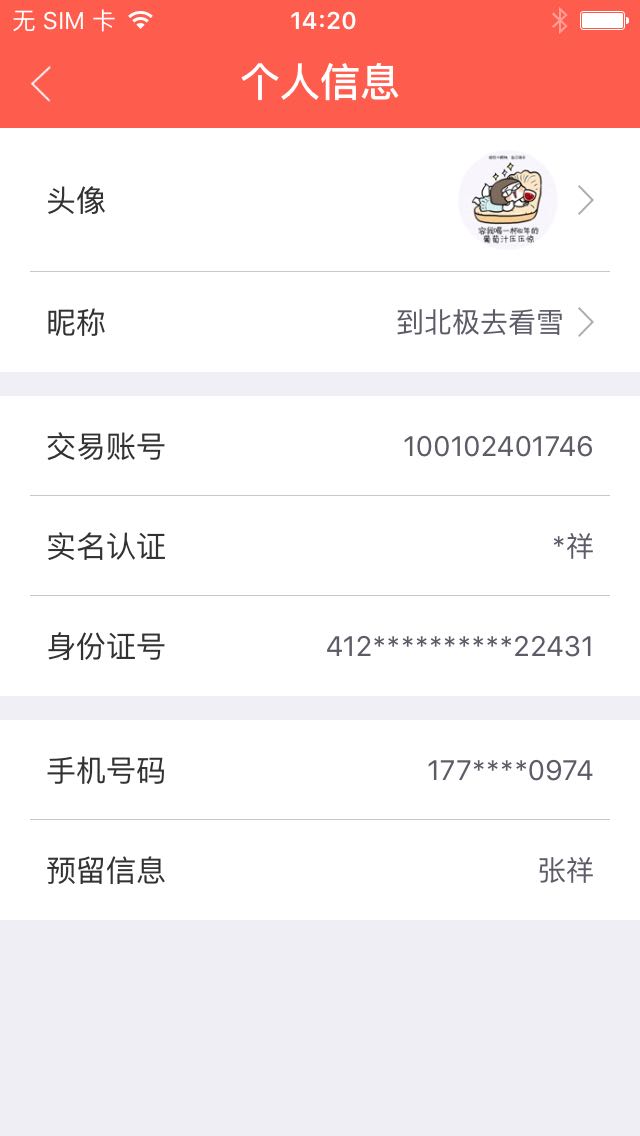 无 SIM 卡
14:20
个人信息
头像
容我喝一杯82年的
葡萄汁压压惊
昵称
到北极去看雪
交易账号
100102401746
实名认证
*祥
身份证号
412**********22431
手机号码
177****0974
预留信息
张祥